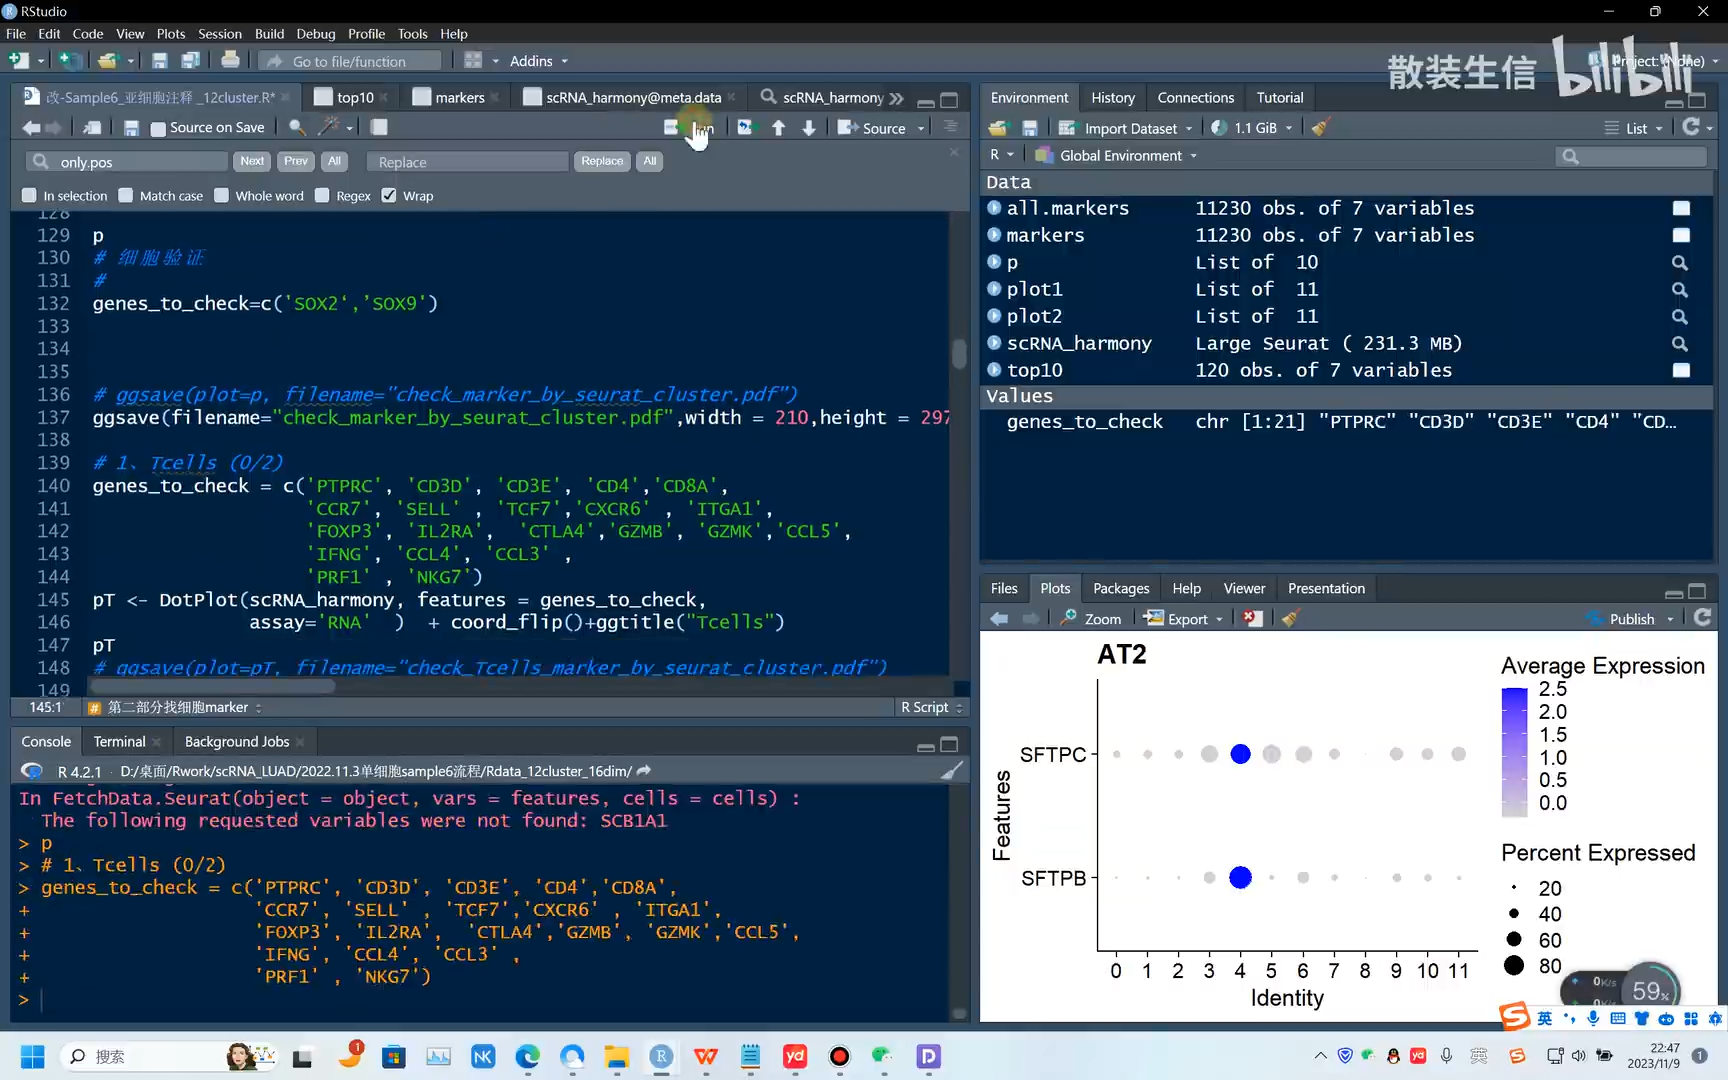 RStudio
File Edit Code View Plots Session Build Debug Profile Tools Help
Go to file/function Addins
散装生信 bilibili
改-Sample6_亚细胞注释 _12cluster.R* top10 markers scRNA_harmony@meta.data scRNA_harmony
Source on Save Source
only.pos Next Prev All Replace Replace All
In selection Match case Whole word Regex Wrap
128
129 p
130 # 细胞验证
131 #
132 genes_to_check=c('SOX2‘,'SOX9')
133
134
135
136 # ggsave(plot=p, filename="check_marker_by_seurat_cluster.pdf")
137 ggsave(filename="check_marker_by_seurat_cluster.pdf",width = 210,height = 297
138
139 # 1、Tcells (0/2)
140 genes_to_check = c('PTPRC', 'CD3D', 'CD3E', 'CD4','CD8A',
141 'CCR7', 'SELL' , 'TCF7','CXCR6' , 'ITGA1',
142 'FOXP3', 'IL2RA', 'CTLA4','GZMB', 'GZMK','CCL5',
143 'IFNG', 'CCL4', 'CCL3' ,
144 'PRF1' , 'NKG7')
145 pT <- DotPlot(scRNA_harmony, features = genes_to_check,
146 assay='RNA' ) + coord_flip()+ggtitle("Tcells")
147 pT
148 # ggsave(plot=pT, filename="check_Tcells_marker_by_seurat_cluster.pdf")
149
145:1 # 第二部分找细胞marker R Script
Console Terminal Background Jobs
R 4.2.1 · D:/桌面/Rwork/scRNA_LUAD/2022.11.3单细胞sample6流程/Rdata_12cluster_16dim/
In FetchData.Seurat(object = object, vars = features, cells = cells) :
The following requested variables were not found: SCB1A1
> p
> # 1、Tcells (0/2)
> genes_to_check = c('PTPRC', 'CD3D', 'CD3E', 'CD4','CD8A',
+ 'CCR7', 'SELL' , 'TCF7','CXCR6' , 'ITGA1',
+ 'FOXP3', 'IL2RA', 'CTLA4','GZMB', 'GZMK','CCL5',
+ 'IFNG', 'CCL4', 'CCL3' ,
+ 'PRF1' , 'NKG7')
>
Environment History Connections Tutorial
Import Dataset 1.1 GiB List
R Global Environment
Data
all.markers 11230 obs. of 7 variables
markers 11230 obs. of 7 variables
p List of 10
plot1 List of 11
plot2 List of 11
scRNA_harmony Large Seurat ( 231.3 MB)
top10 120 obs. of 7 variables
Values
genes_to_check chr [1:21] "PTPRC" "CD3D" "CD3E" "CD4" "CD…
Files Plots Packages Help Viewer Presentation
Zoom Export Publish
AT2
Features
SFTPC
SFTPB
0 1 2 3 4 5 6 7 8 9 10 11
Identity
Average Expression
2.5
2.0
1.5
1.0
0.5
0.0
Percent Expressed
20
40
60
80
0K/s
0K/s
59%
英
搜索
1
NK
R
W
yd
P
yd
英
22:47
2023/11/9
1